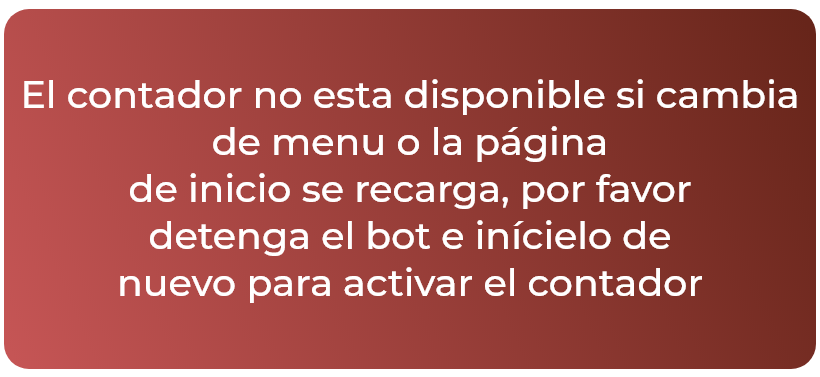 El contador no esta disponible si cambia
de menu o la página
de inicio se recarga, por favor
detenga el bot e inícielo de
nuevo para activar el contador